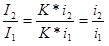 I₂/I₁ = K*i₂/K*i₁ = i₂/i₁